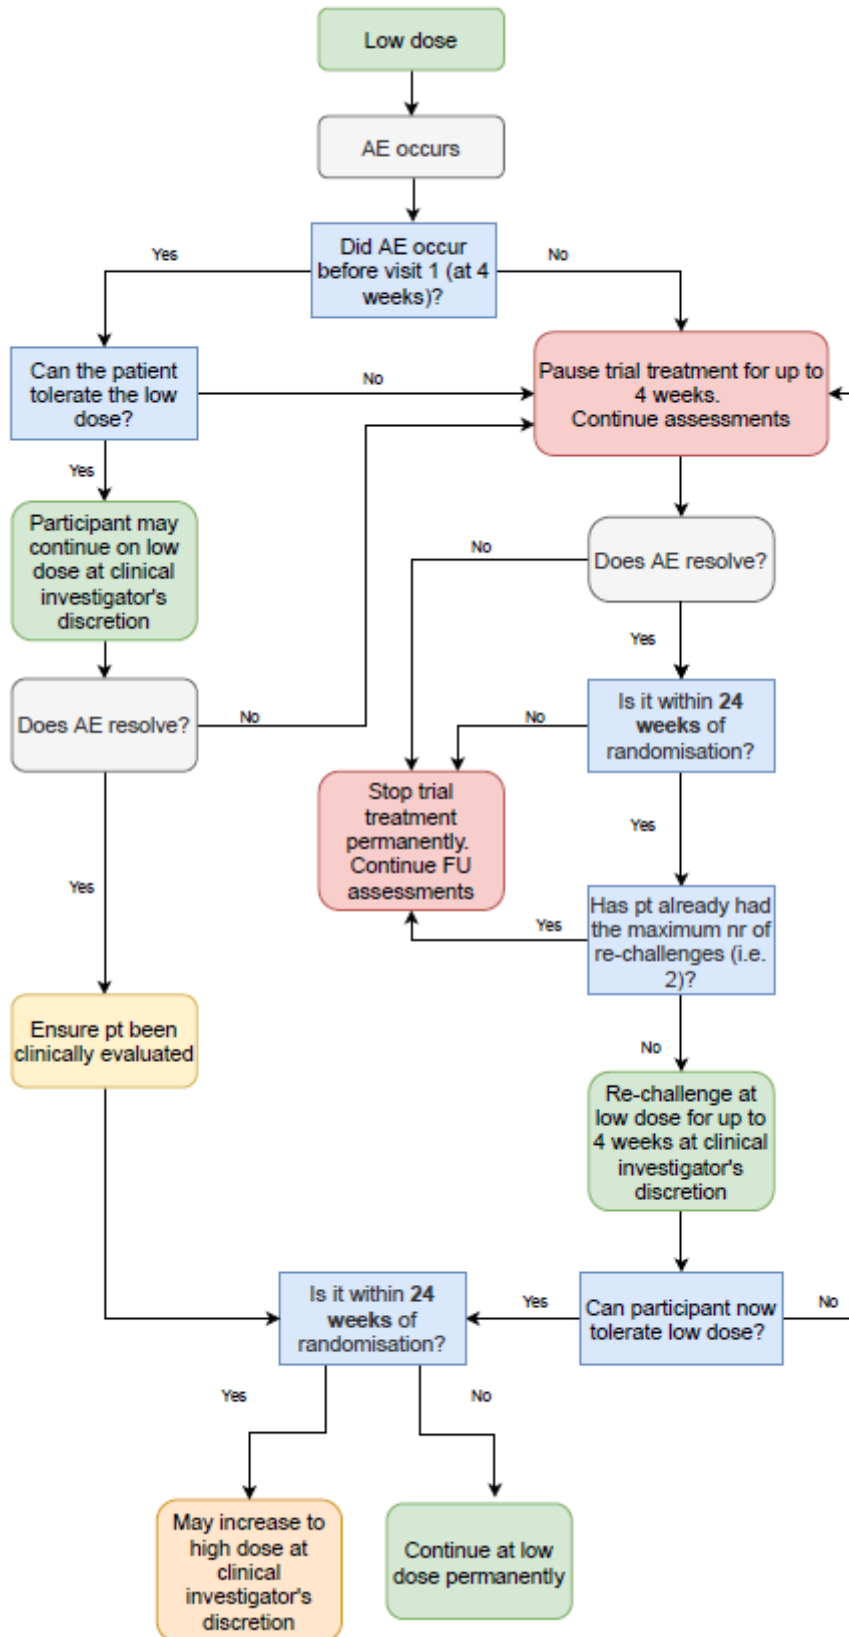 Low dose
AE occurs
Did AE occur
before visit 1 (at 4
weeks)?
Yes
No
Can the patient
tolerate the low
dose?
No
Pause trial treatment for up to
4 weeks.
Continue assessments
Yes
Participant may
continue on low
dose at clinical
investigator's
discretion
No
Does AE resolve?
Yes
Does AE resolve?
No
Is it within 24
weeks of
randomisation?
No
Stop trial
treatment
permanently.
Continue FU
assessments
Yes
Yes
Has pt already had
the maximum nr of
re-challenges (i.e.
2)?
Yes
Ensure pt been
clinically evaluated
No
Re-challenge at
low dose for up to
4 weeks at clinical
investigator's
discretion
Is it within 24
weeks of
randomisation?
Yes
Can participant now
tolerate low dose?
No
Yes
No
May increase to
high dose at
clinical
investigator's
discretion
Continue at low
dose permanently